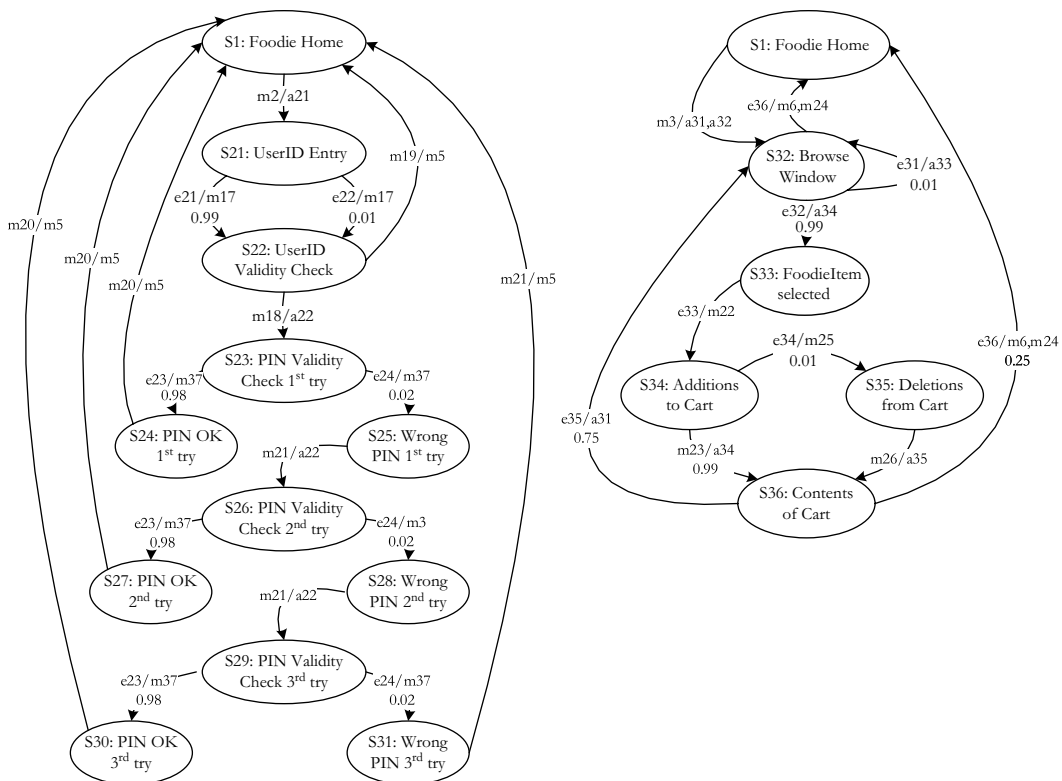 S1: Foodie Home
m2/a21
S21: UserID Entry
m19/m5
e21/m17
0.99
e22/m17
0.01
m20/m5
S22: UserID
Validity Check
m20/m5
m20/m5
m21/m5
m18/a22
S23: PIN Validity
Check 1st try
e23/m37
0.98
e24/m37
0.02
S24: PIN OK
1st try
S25: Wrong
PIN 1st try
m21/a22
S26: PIN Validity
Check 2nd try
e23/m37
0.98
e24/m3
0.02
S27: PIN OK
2nd try
S28: Wrong
PIN 2nd try
m21/a22
S29: PIN Validity
Check 3rd try
e23/m37
0.98
e24/m37
0.02
S30: PIN OK
3rd try
S31: Wrong
PIN 3rd try
S1: Foodie Home
e36/m6,m24
m3/a31,a32
S32: Browse
Window
e31/a33
0.01
e32/a34
0.99
S33: FoodieItem
selected
e33/m22
e34/m25
0.01
e36/m6,m24
0.25
S34: Additions
to Cart
S35: Deletions
from Cart
e35/a31
0.75
m23/a34
0.99
m26/a35
S36: Contents
of Cart